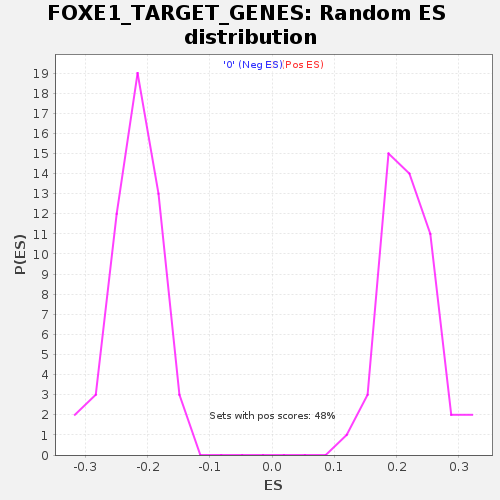 FOXE1_TARGET_GENES: Random ES
distribution
'0' (Neg ES) (Pos ES)
19
18
17
16
15
14
13
12
11
10
9
8
7
6
5
4
3
2
1
0
P(ES)
Sets with pos scores: 48%
-0.3 -0.2 -0.1 0.0 0.1 0.2 0.3
ES